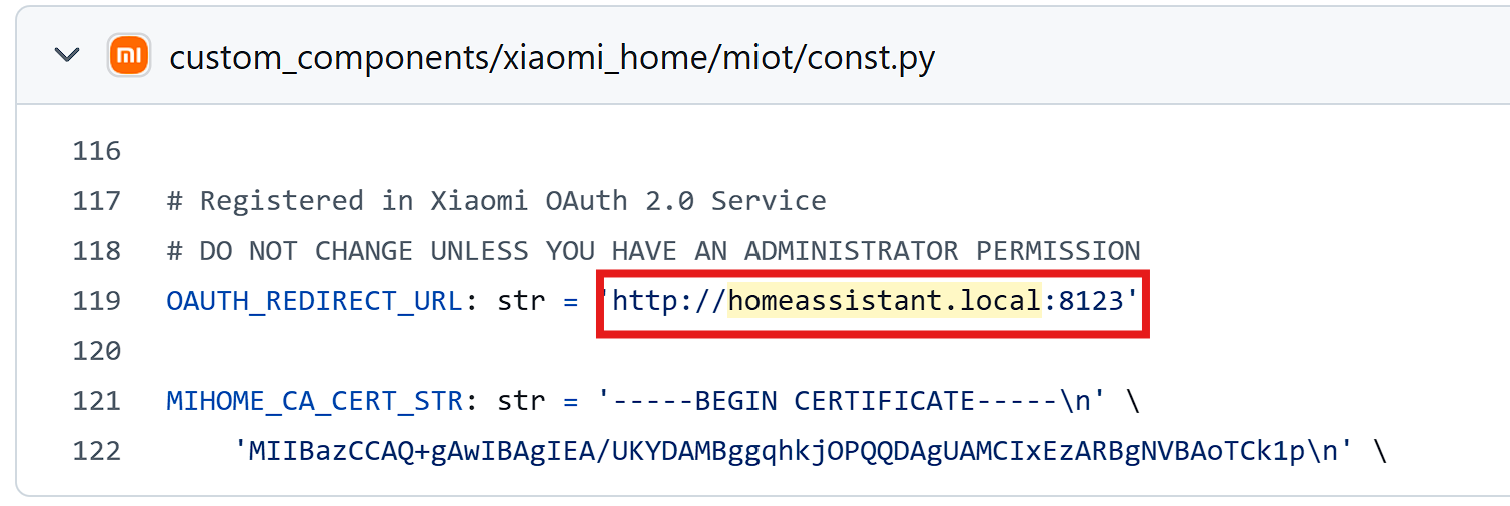 mi custom_components/xiaomi_home/miot/const.py
116
117 # Registered in Xiaomi OAuth 2.0 Service
118 # DO NOT CHANGE UNLESS YOU HAVE AN ADMINISTRATOR PERMISSION
119 OAUTH_REDIRECT_URL: str = 'http://homeassistant.local:8123'
120
121 MIHOME_CA_CERT_STR: str = '-----BEGIN CERTIFICATE-----\n' \
122 'MIIBazCCAQ+gAwIBAgIEA/UKYDAMBggqhkjOPQQDAgUAMCIxEzARBgNVBAoTCk1p\n' \